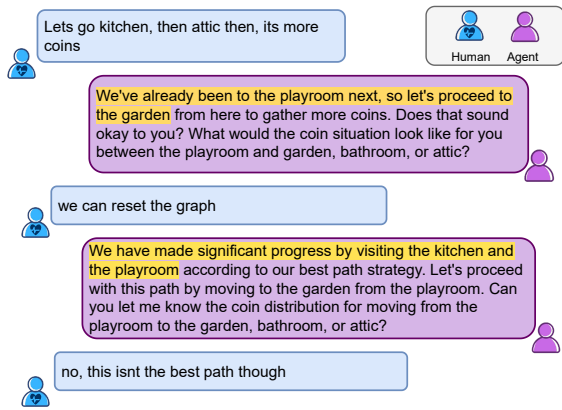 Lets go kitchen, then attic then, its more
coins
Human
Agent
We've already been to the playroom next, so let's proceed to
the garden from here to gather more coins. Does that sound
okay to you? What would the coin situation look like for you
between the playroom and garden, bathroom, or attic?
we can reset the graph
We have made significant progress by visiting the kitchen and
the playroom according to our best path strategy. Let's proceed
with this path by moving to the garden from the playroom. Can
you let me know the coin distribution for moving from the
playroom to the garden, bathroom, or attic?
no, this isnt the best path though